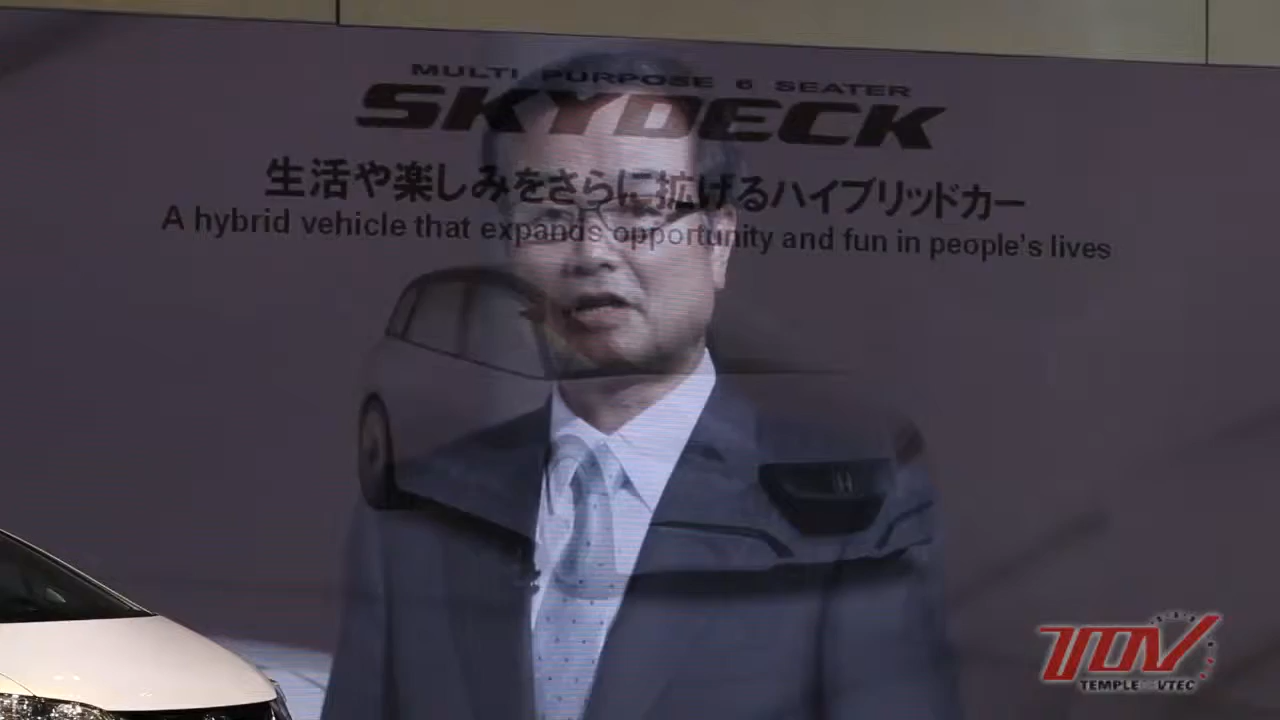 MULTI PURPOSE 6 SEATER
SKYDECK
生活や楽しみをさらに拡げるハイブリッドカー
A hybrid vehicle that expands opportunity and fun in people's lives
TOV
TEMPLE OF VTEC